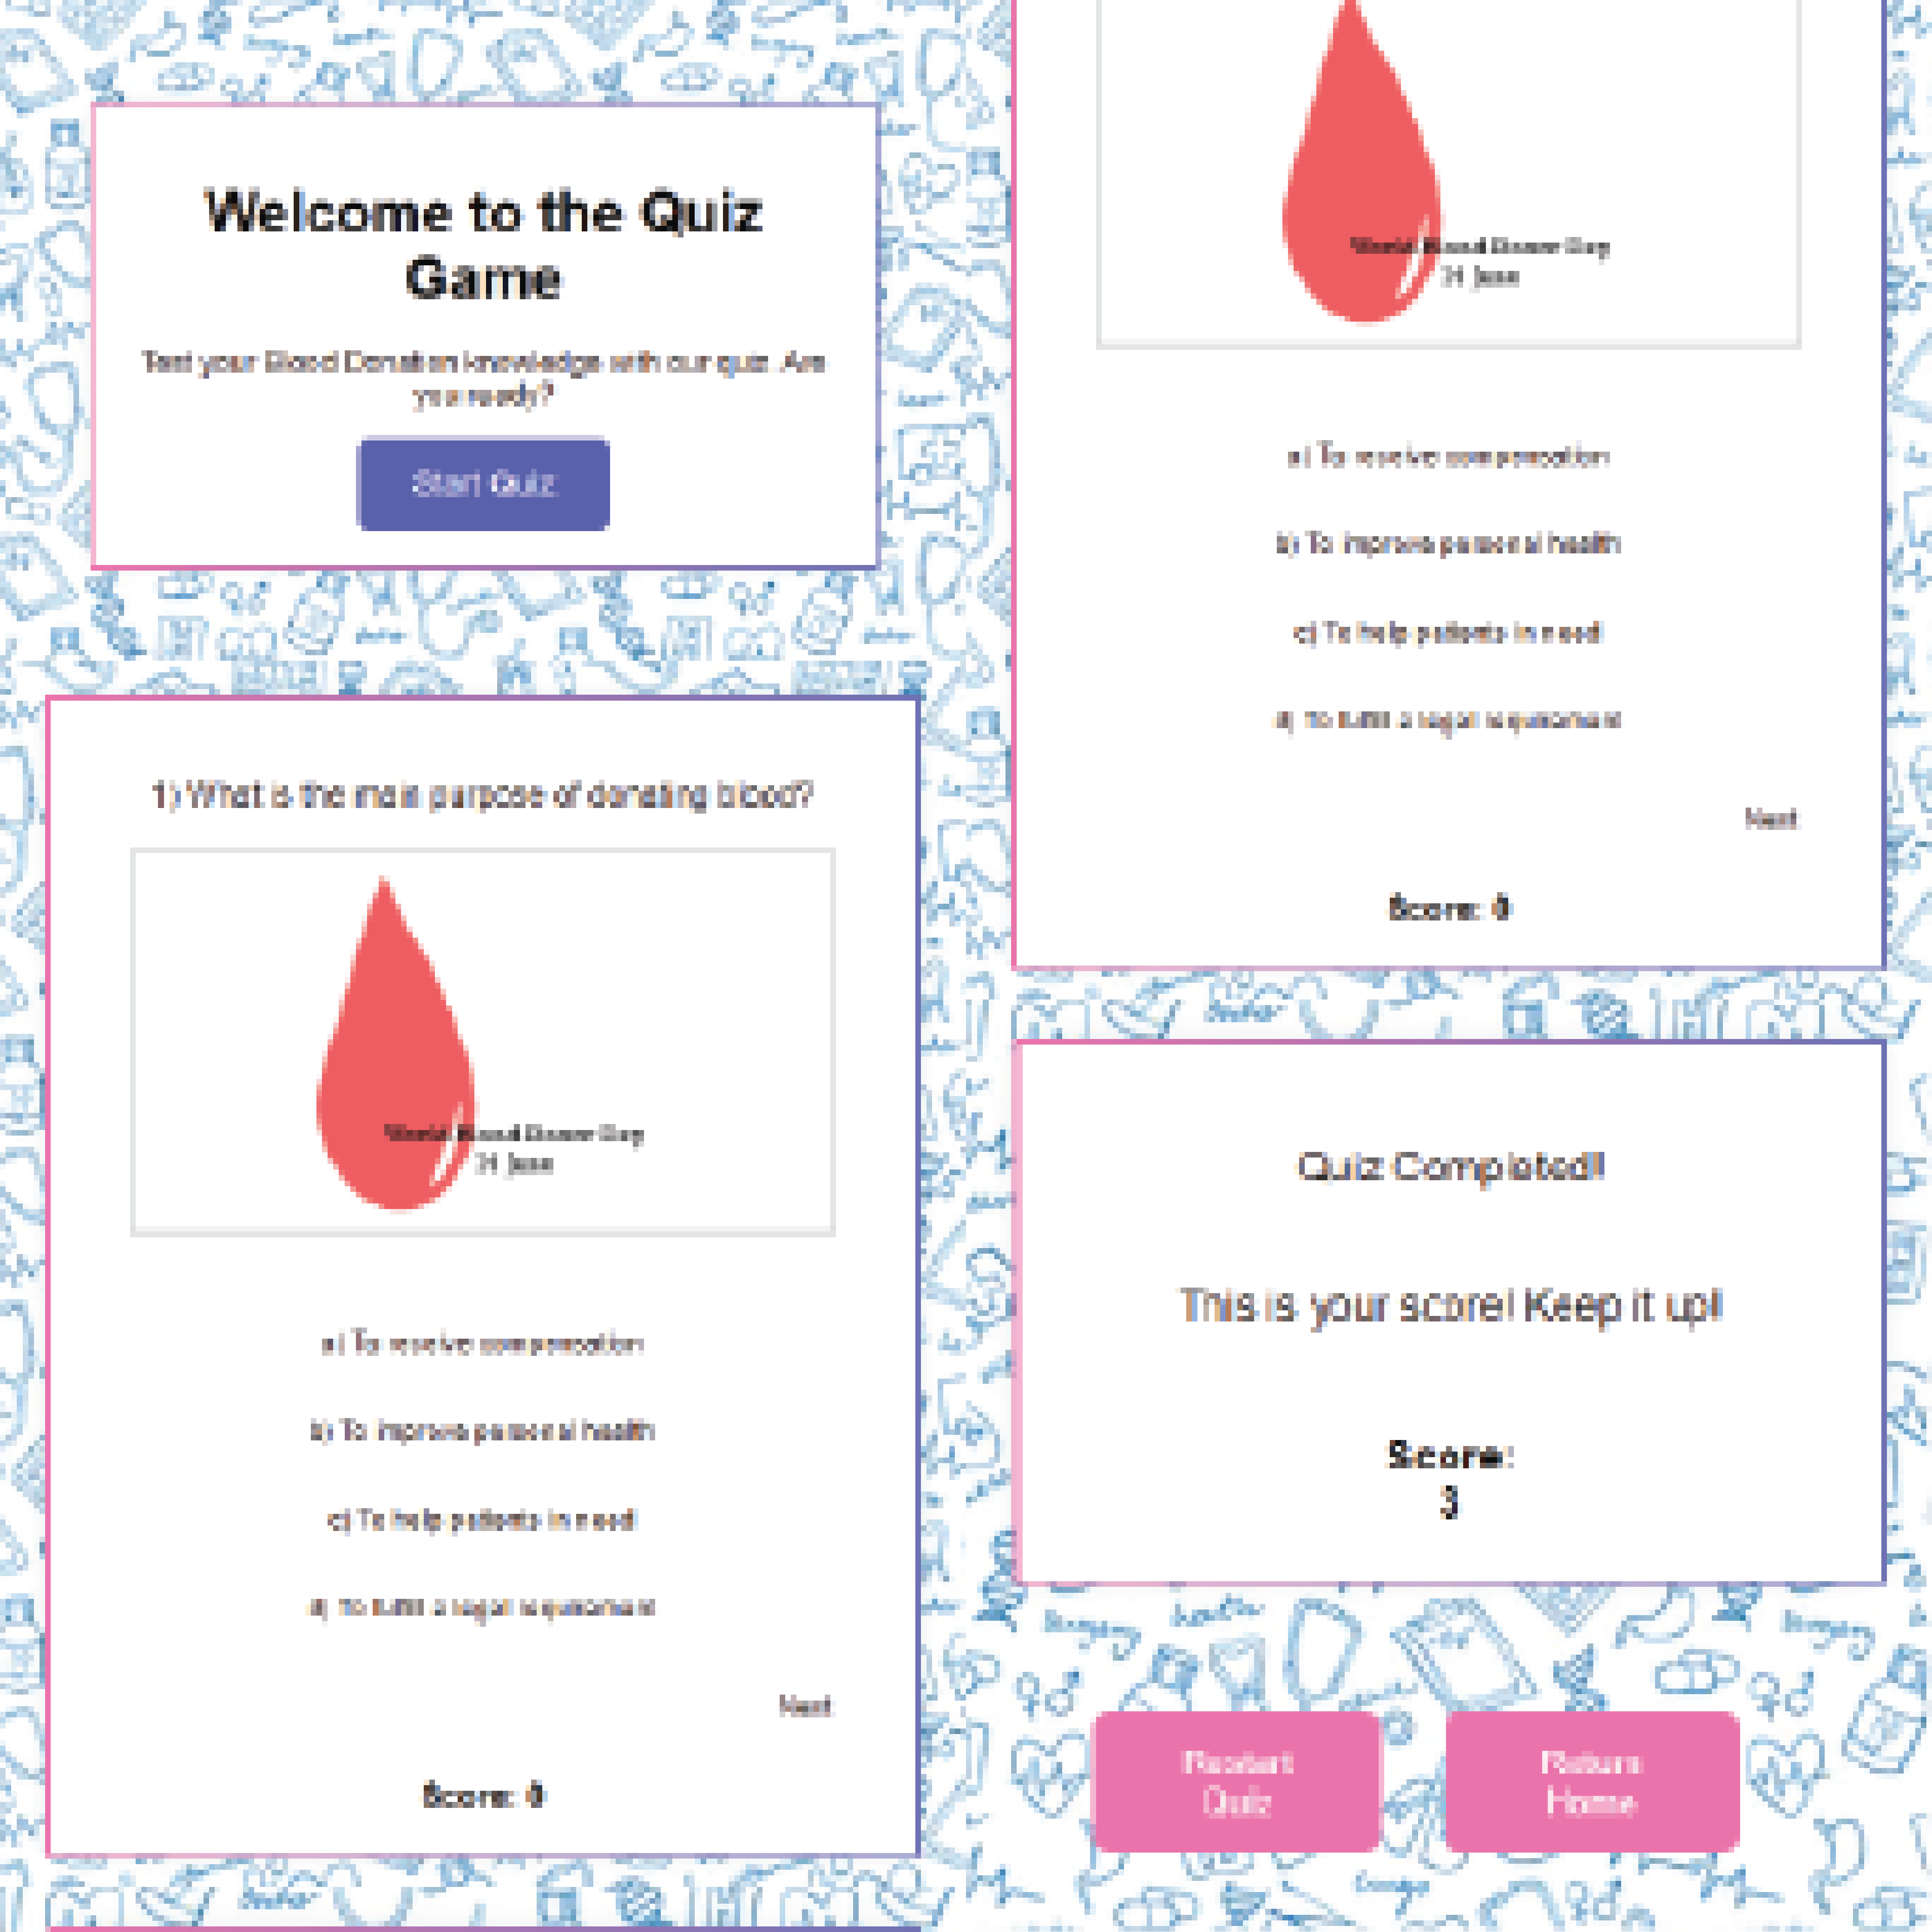 Welcome to the Quiz
Game
Test your Blood Donation knowledge with our quiz. Are
you ready?
Start Quiz
1) What is the main purpose of donating blood?
World Blood Donor Day
14 June
a) To receive compensation
b) To improve personal health
c) To help patients in need
d) To fulfill a legal requirement
Next
Score: 0
World Blood Donor Day
14 June
a) To receive compensation
b) To improve personal health
c) To help patients in need
d) To fulfill a legal requirement
Next
Score: 0
Quiz Completed!
This is your score! Keep it up!
Score:
3
Restart
Quiz
Return
Home